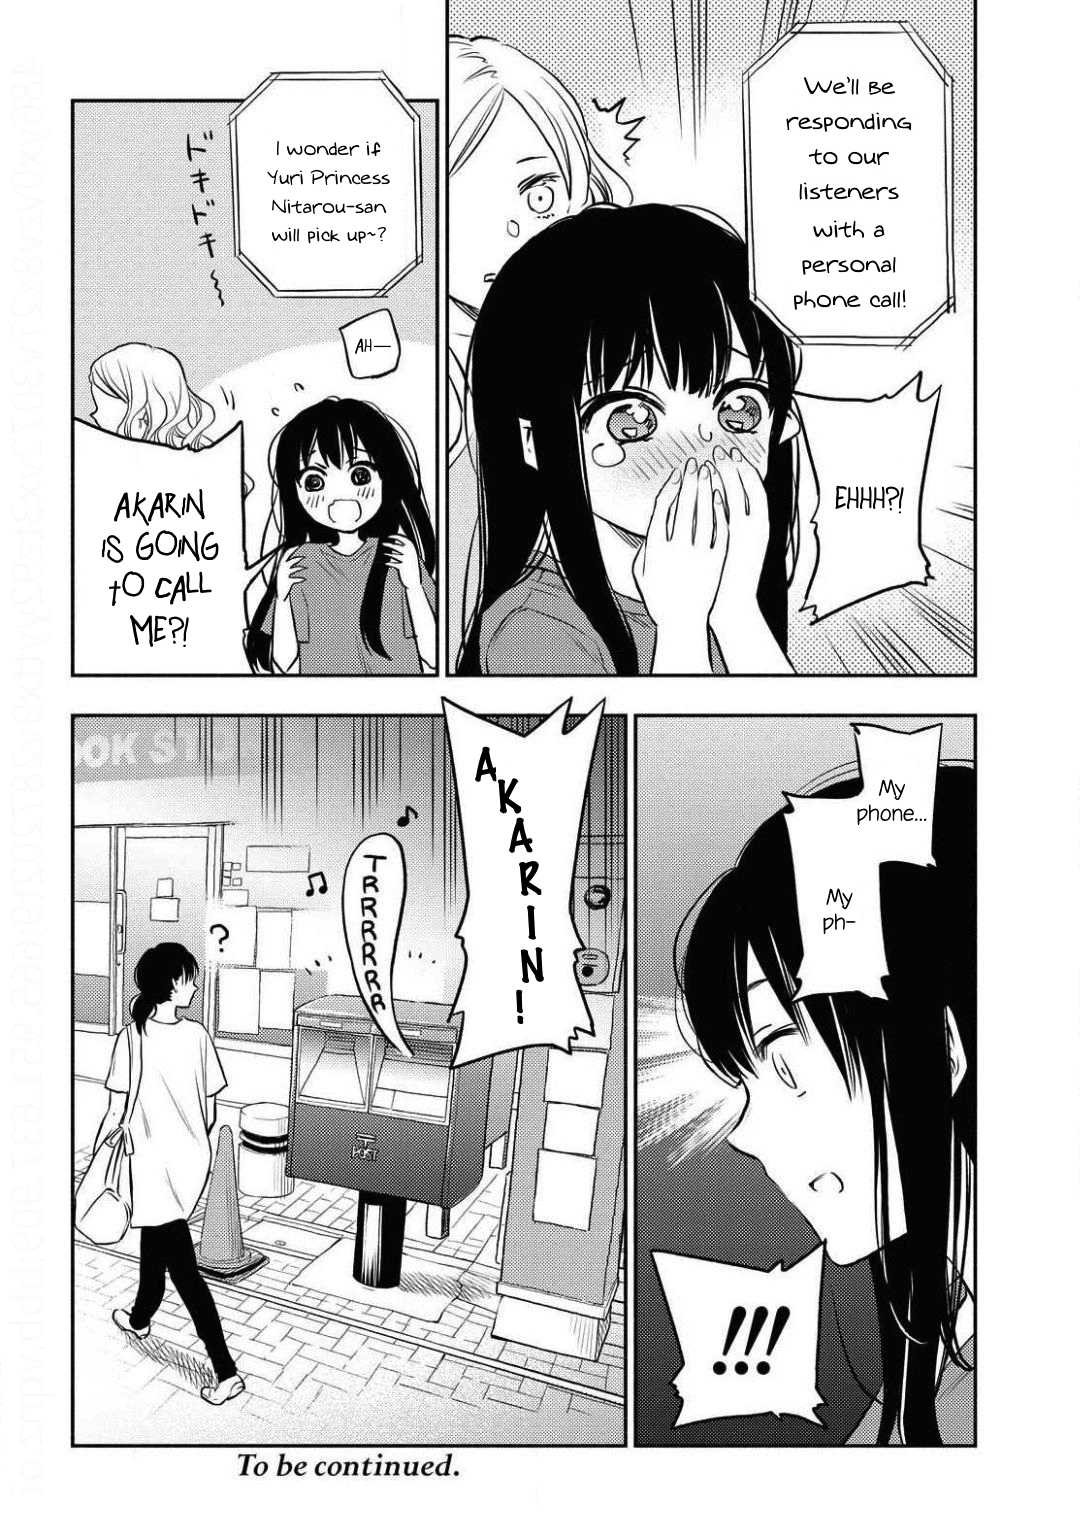 We'll be
responding
to our
listeners
with a
personal
phone call!
EHHH?!
I wonder if
Yuri Princess
Nitarou-san
will pick up~?
ドキドキ〜
AH—
AKARIN
IS GOING
to CALL
ME?!
My
phone...
My
ph-
!!!
AKARIN!
TRRRRRR
?
OOK STO
〒
POST
To be continued.